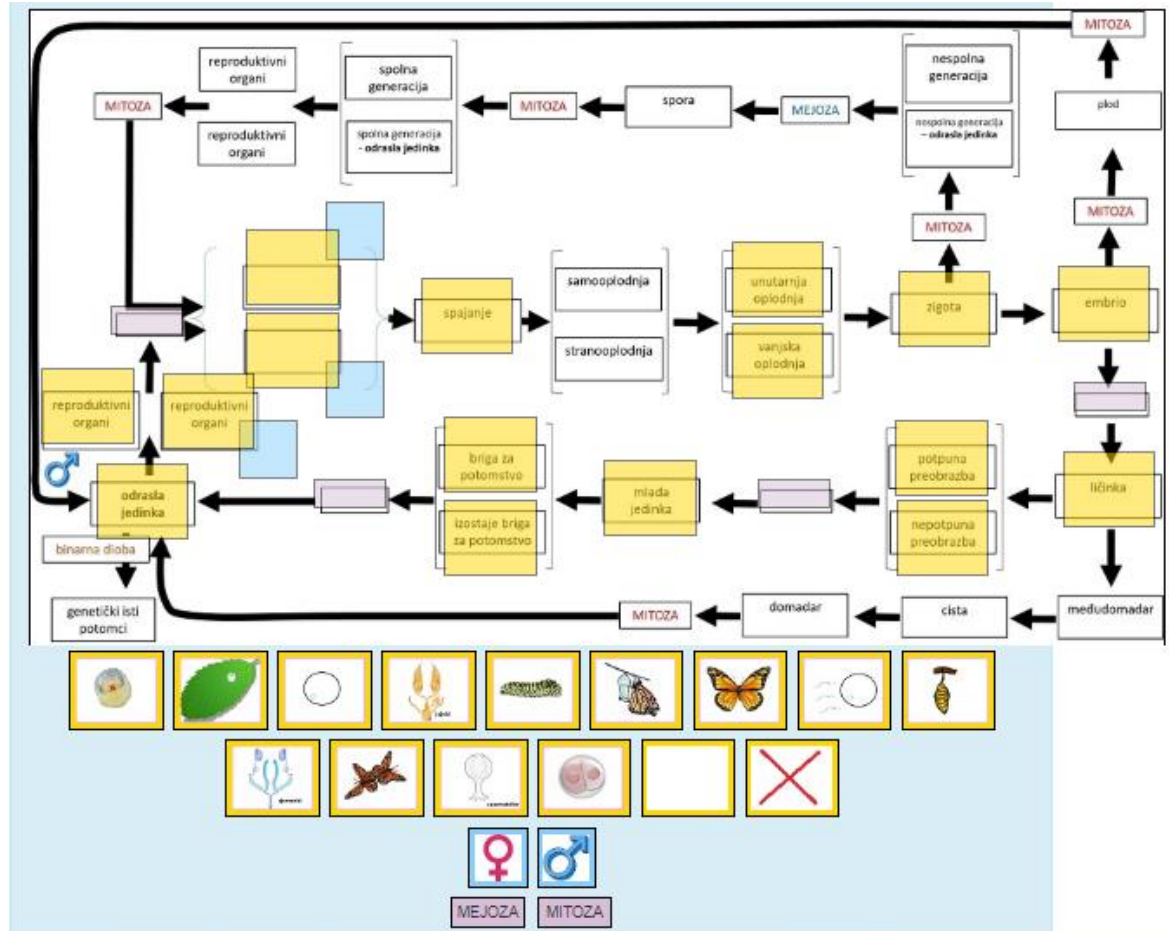 MITOZA
reproduktivni
organi
spolna
generacija
nespolna
generacija
MITOZA
MITOZA
spora
MEJOZA
plod
reproduktivni
organi
spolna generacija
- odrasla jedinka
nespolna generacija
– odrasla jedinka
MITOZA
MITOZA
spajanje
samooplodnja
stranooplodnja
unutarnja
oplodnja
vanjska
oplodnja
zigota
embrio
reproduktivni
organi
reproduktivni
organi
odrasla
jedinka
briga za
potomstvo
izostaje briga
za potomstvo
mlada
jedinka
potpuna
preobrazba
nepotpuna
preobrazba
ličinka
binarna dioba
genetički isti
potomci
MITOZA
domadar
cista
međudomadar
MEJOZA
MITOZA